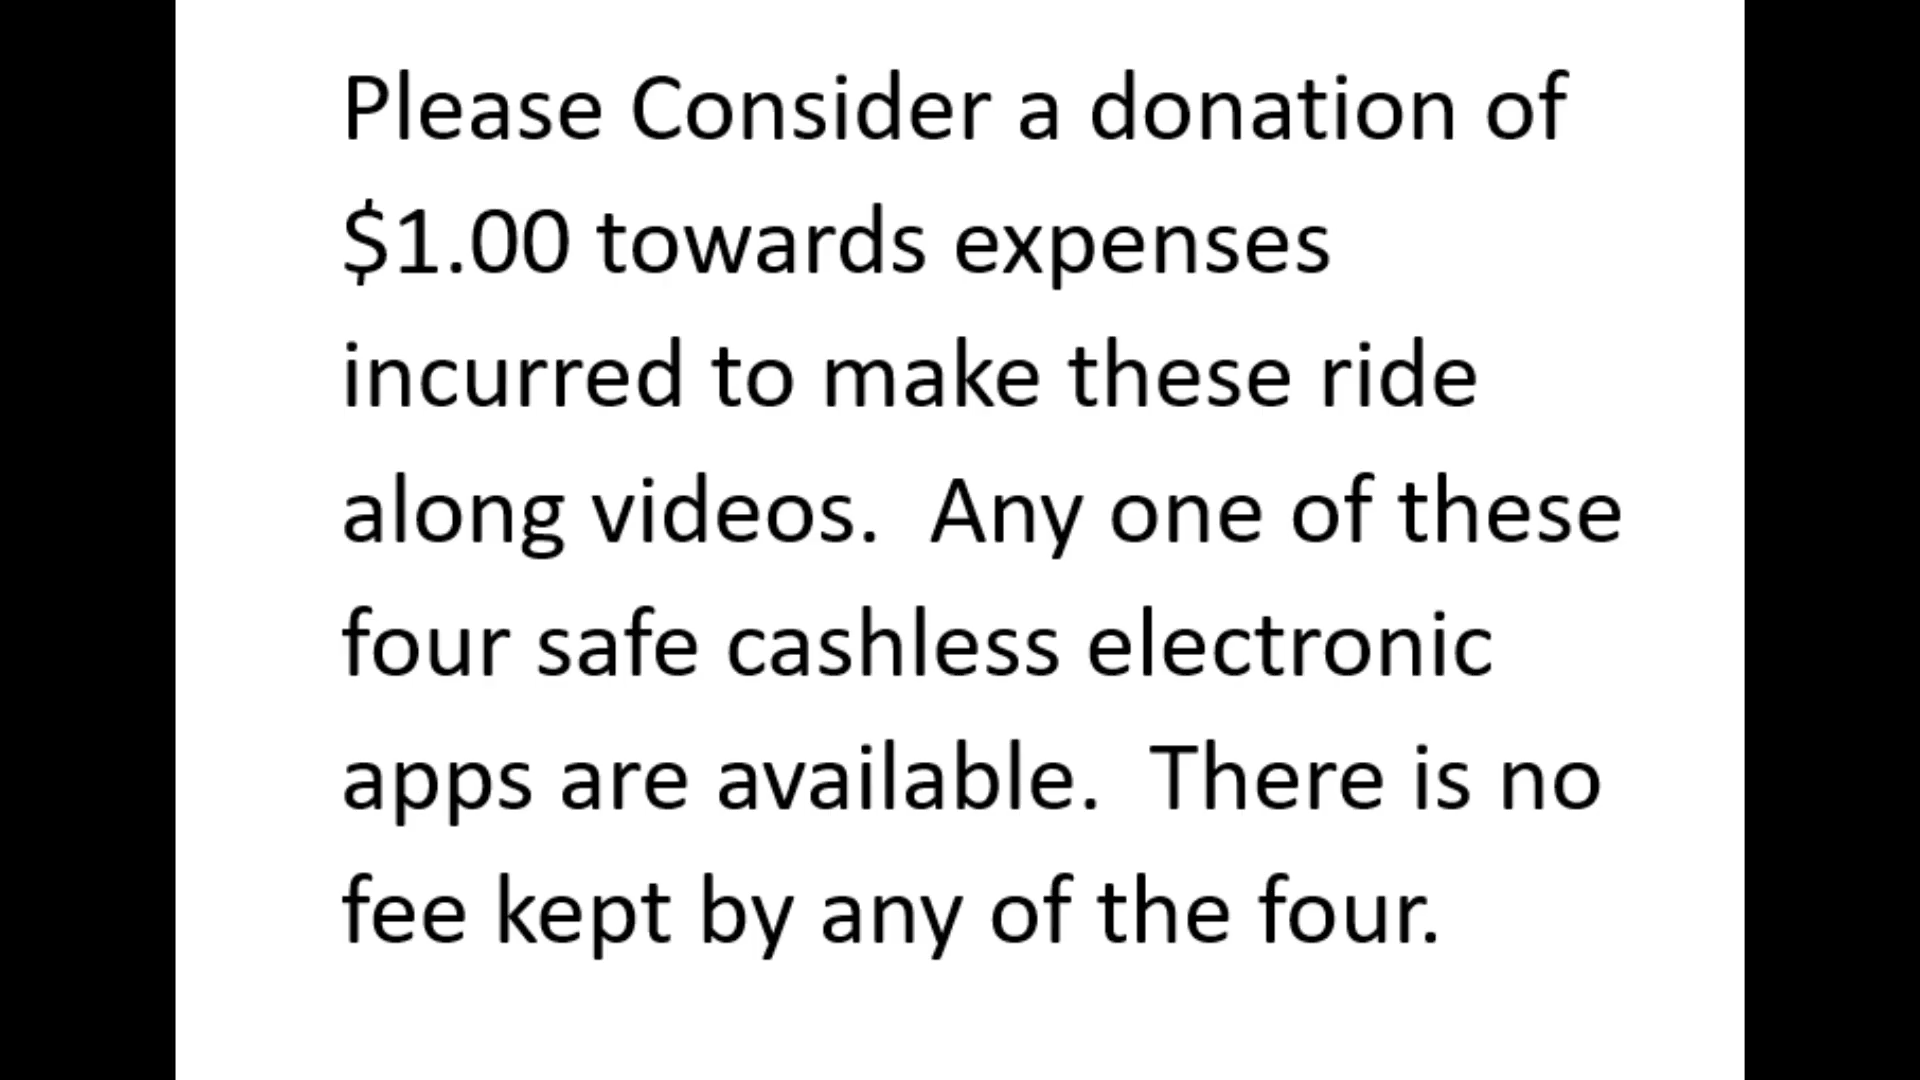 Please Consider a donation of
$1.00 towards expenses
incurred to make these ride
along videos.  Any one of these
four safe cashless electronic
apps are available.  There is no
fee kept by any of the four.